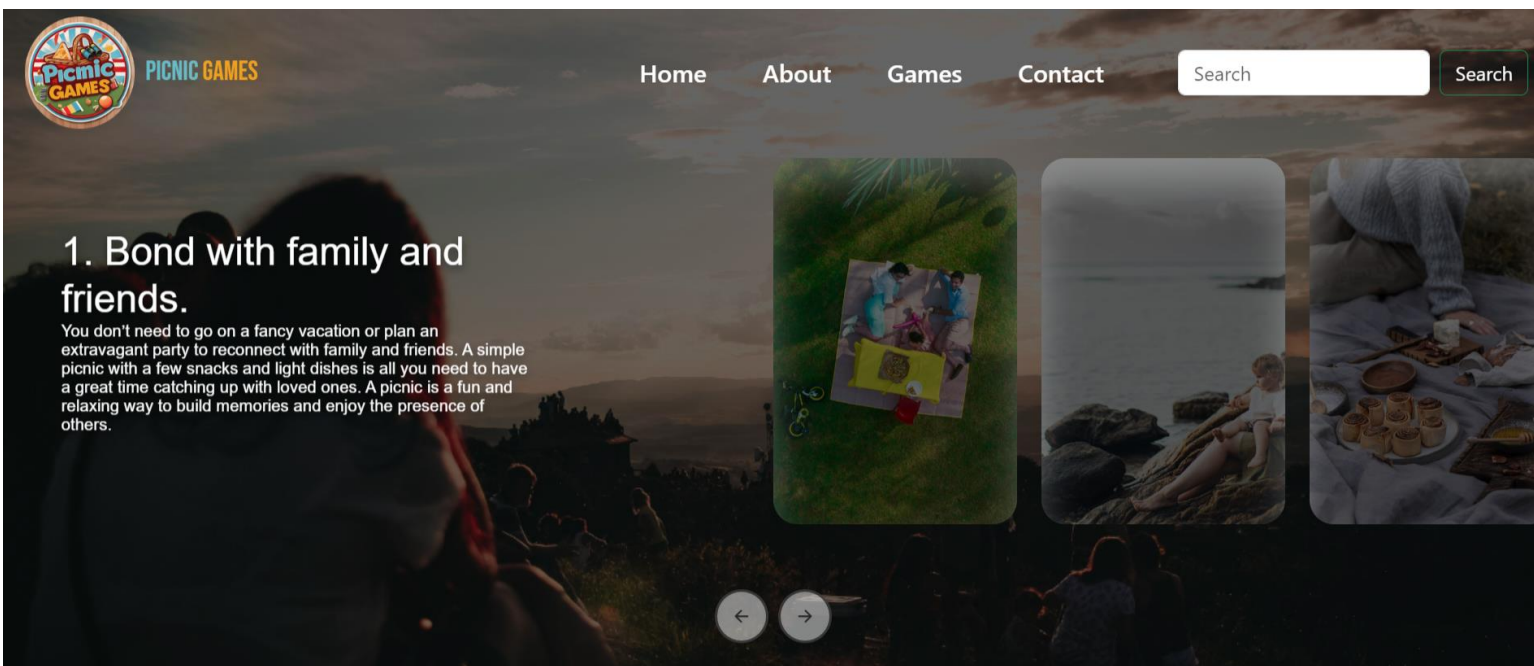 Picmic
GAMES
PICNIC GAMES
Home
About
Games
Contact
Search
Search
1. Bond with family and
friends.
You don't need to go on a fancy vacation or plan an
extravagant party to reconnect with family and friends. A simple
picnic with a few snacks and light dishes is all you need to have
a great time catching up with loved ones. A picnic is a fun and
relaxing way to build memories and enjoy the presence of
others.